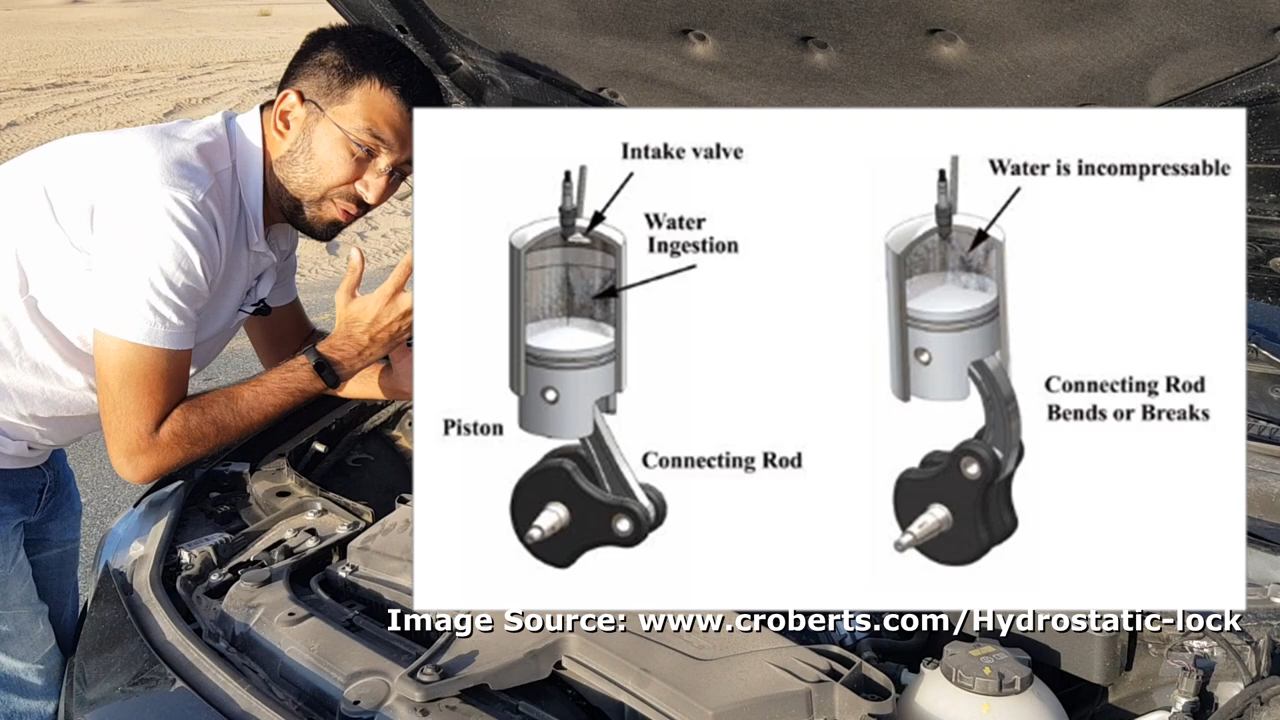 Intake valve
Water
Ingestion
Piston
Connecting Rod
Water is incompressable
Connecting Rod
Bends or Breaks
Image Source: www.croberts.com/Hydrostatic-lock